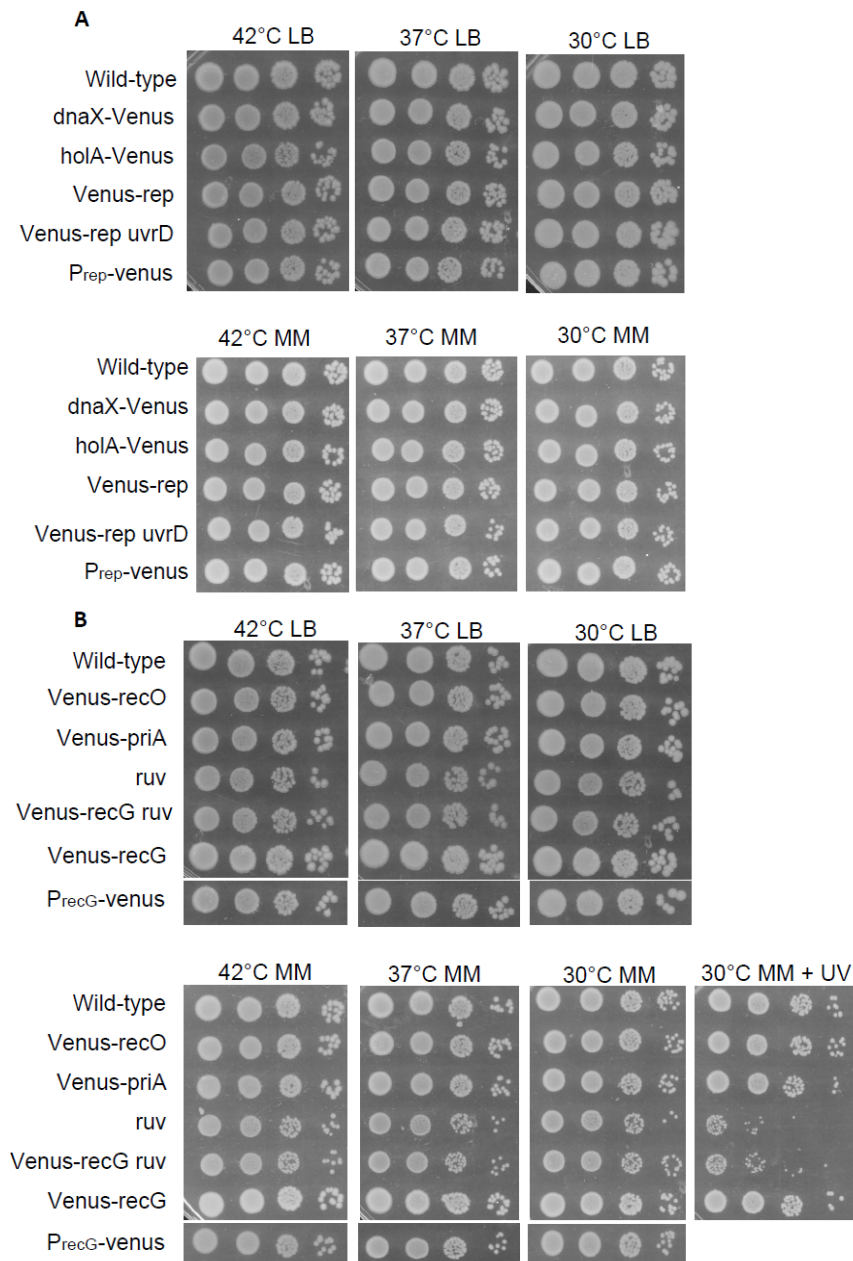 A
42°C LB 37°C LB 30°C LB
Wild-type
dnaX-Venus
holA-Venus
Venus-rep
Venus-rep uvrD
Prep-venus
42°C MM 37°C MM 30°C MM
Wild-type
dnaX-Venus
holA-Venus
Venus-rep
Venus-rep uvrD
Prep-venus
B
42°C LB 37°C LB 30°C LB
Wild-type
Venus-recO
Venus-priA
ruv
Venus-recG ruv
Venus-recG
PrecG-venus
42°C MM 37°C MM 30°C MM 30°C MM + UV
Wild-type
Venus-recO
Venus-priA
ruv
Venus-recG ruv
Venus-recG
PrecG-venus